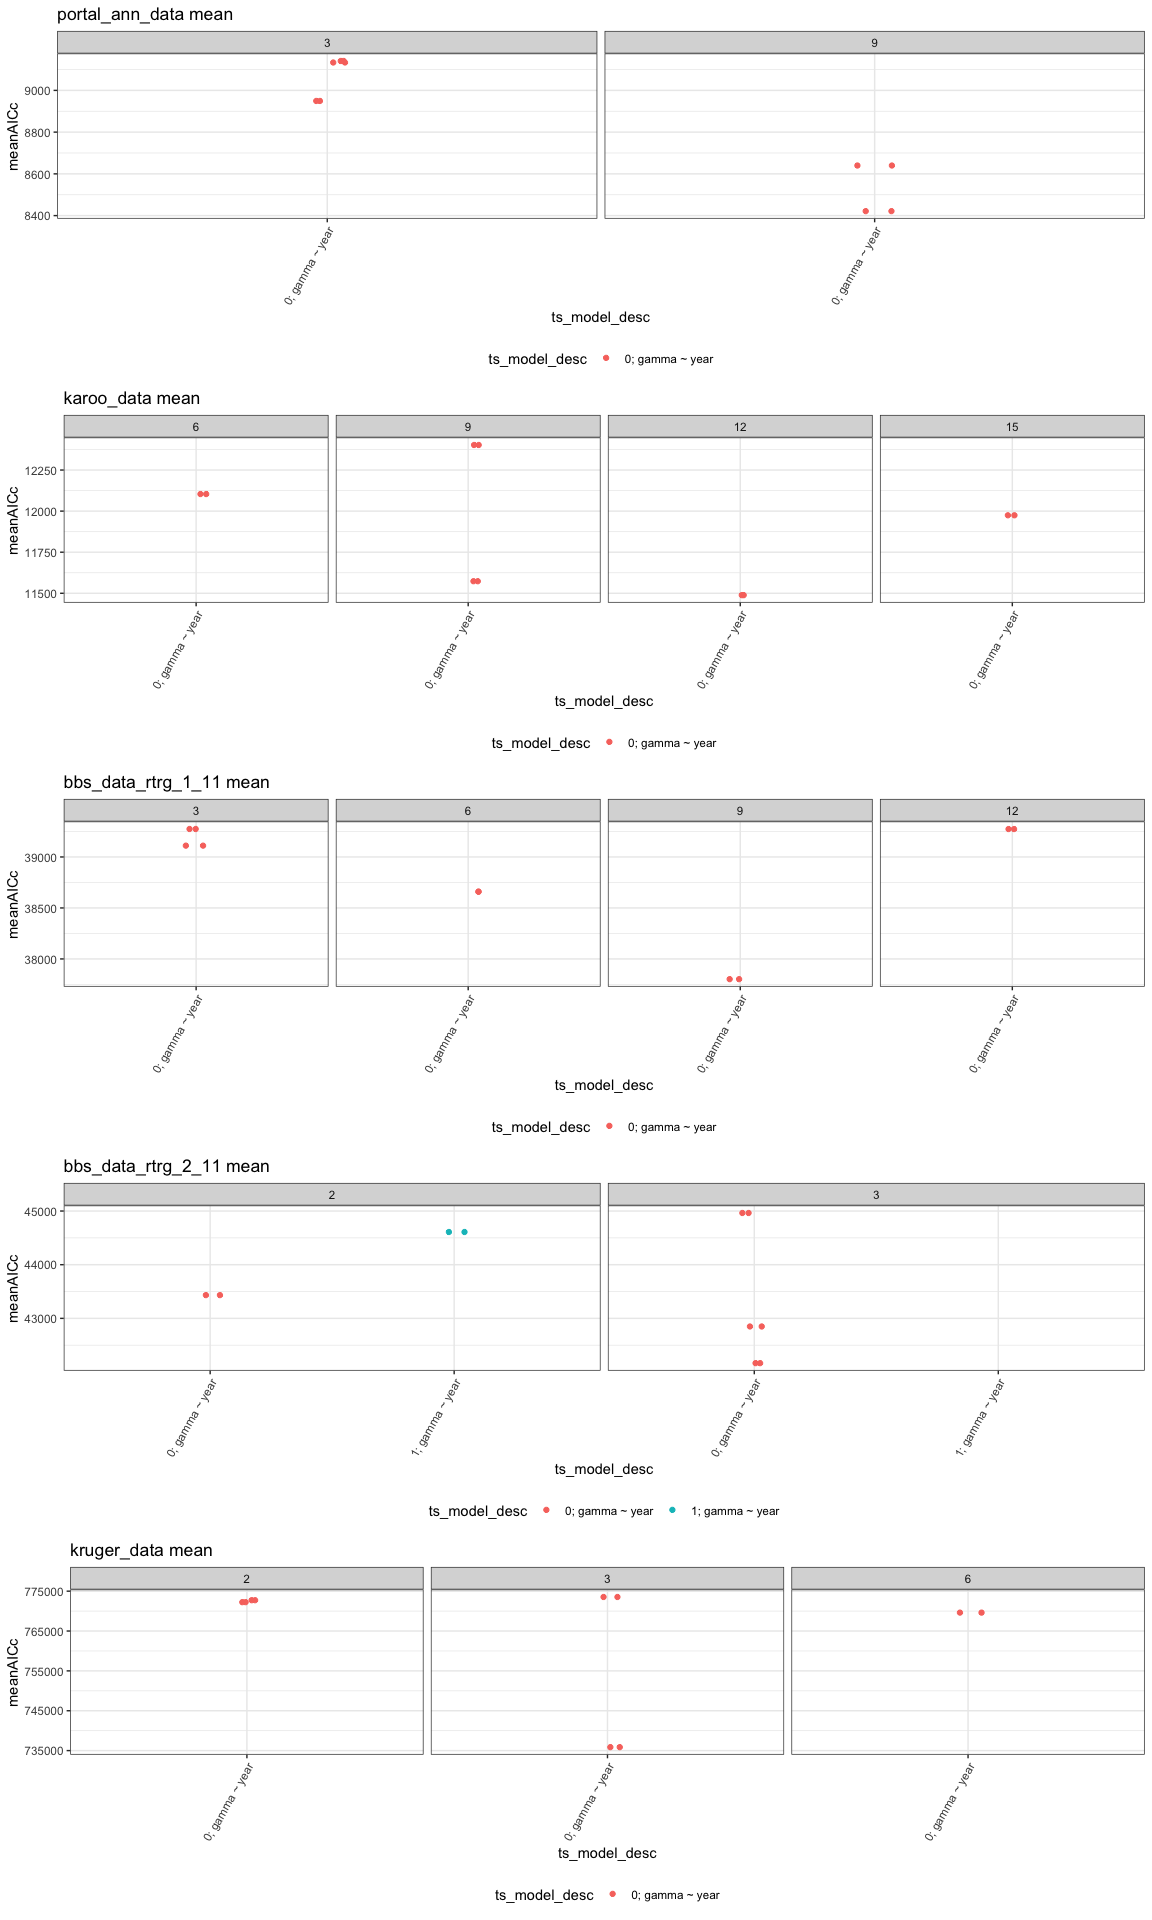 portal_ann_data mean
3 9
meanAICc
9000
8800
8600
8400
0; gamma ~ year 0; gamma ~ year
ts_model_desc
ts_model_desc 0; gamma ~ year
karoo_data mean
6 9 12 15
meanAICc
12250
12000
11750
11500
0; gamma ~ year 0; gamma ~ year 0; gamma ~ year 0; gamma ~ year
ts_model_desc
ts_model_desc 0; gamma ~ year
bbs_data_rtrg_1_11 mean
3 6 9 12
meanAICc
39000
38500
38000
0; gamma ~ year 0; gamma ~ year 0; gamma ~ year 0; gamma ~ year
ts_model_desc
ts_model_desc 0; gamma ~ year
bbs_data_rtrg_2_11 mean
2 3
meanAICc
45000
44000
43000
0; gamma ~ year 1; gamma ~ year 0; gamma ~ year 1; gamma ~ year
ts_model_desc
ts_model_desc 0; gamma ~ year 1; gamma ~ year
kruger_data mean
2 3 6
meanAICc
775000
765000
755000
745000
735000
0; gamma ~ year 0; gamma ~ year 0; gamma ~ year
ts_model_desc
ts_model_desc 0; gamma ~ year